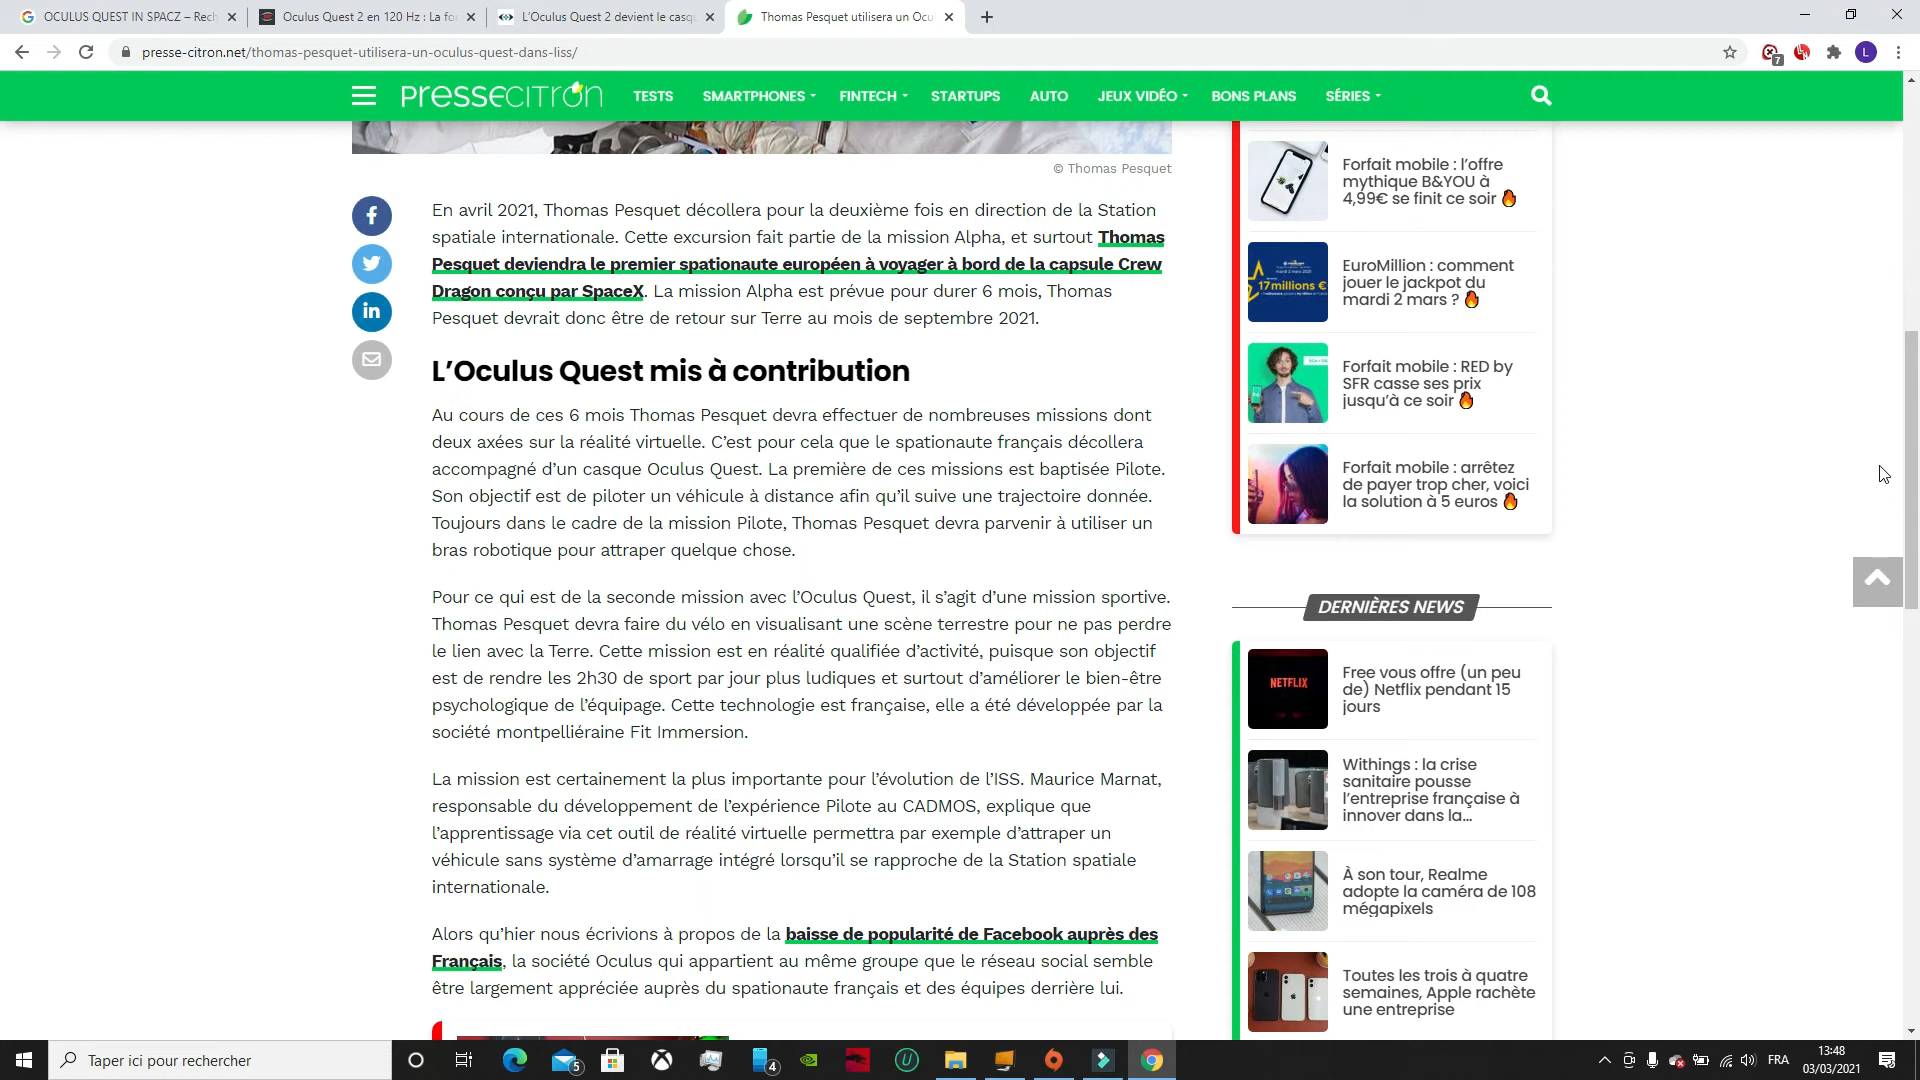 OCULUS QUEST IN SPACZ – Rech
Oculus Quest 2 en 120 Hz : La fo
L'Oculus Quest 2 devient le casq
Thomas Pesquet utilisera un Ocu
presse-citron.net/thomas-pesquet-utilisera-un-oculus-quest-dans-liss/
7
L
pressecitron
TESTS
SMARTPHONES
FINTECH
STARTUPS
AUTO
JEUX VIDÉO
BONS PLANS
SÉRIES
© Thomas Pesquet
En avril 2021, Thomas Pesquet décollera pour la deuxième fois en direction de la Station
spatiale internationale. Cette excursion fait partie de la mission Alpha, et surtout Thomas
Pesquet deviendra le premier spationaute européen à voyager à bord de la capsule Crew
Dragon conçu par SpaceX. La mission Alpha est prévue pour durer 6 mois, Thomas
Pesquet devrait donc être de retour sur Terre au mois de septembre 2021.
L'Oculus Quest mis à contribution
Au cours de ces 6 mois Thomas Pesquet devra effectuer de nombreuses missions dont
deux axées sur la réalité virtuelle. C'est pour cela que le spationaute français décollera
accompagné d'un casque Oculus Quest. La première de ces missions est baptisée Pilote.
Son objectif est de piloter un véhicule à distance afin qu'il suive une trajectoire donnée.
Toujours dans le cadre de la mission Pilote, Thomas Pesquet devra parvenir à utiliser un
bras robotique pour attraper quelque chose.
Pour ce qui est de la seconde mission avec l'Oculus Quest, il s'agit d'une mission sportive.
Thomas Pesquet devra faire du vélo en visualisant une scène terrestre pour ne pas perdre
le lien avec la Terre. Cette mission est en réalité qualifiée d'activité, puisque son objectif
est de rendre les 2h30 de sport par jour plus ludiques et surtout d'améliorer le bien-être
psychologique de l'équipage. Cette technologie est française, elle a été développée par la
société montpelliéraine Fit Immersion.
La mission est certainement la plus importante pour l'évolution de l'ISS. Maurice Marnat,
responsable du développement de l'expérience Pilote au CADMOS, explique que
l'apprentissage via cet outil de réalité virtuelle permettra par exemple d'attraper un
véhicule sans système d'amarrage intégré lorsqu'il se rapproche de la Station spatiale
internationale.
Alors qu'hier nous écrivions à propos de la baisse de popularité de Facebook auprès des
Français, la société Oculus qui appartient au même groupe que le réseau social semble
être largement appréciée auprès du spationaute français et des équipes derrière lui.
Forfait mobile : l'offre
mythique B&YOU à
4,99€ se finit ce soir 🔥
17millions €
EuroMillion : comment
jouer le jackpot du
mardi 2 mars ? 🔥
Forfait mobile : RED by
SFR casse ses prix
jusqu'à ce soir 🔥
Forfait mobile : arrêtez
de payer trop cher, voici
la solution à 5 euros 🔥
DERNIÈRES NEWS
NETFLIX
Free vous offre (un peu
de) Netflix pendant 15
jours
Withings : la crise
sanitaire pousse
l'entreprise française à
innover dans la...
À son tour, Realme
adopte la caméra de 108
mégapixels
Toutes les trois à quatre
semaines, Apple rachète
une entreprise
Taper ici pour rechercher
5
4
FRA
13:48
03/03/2021